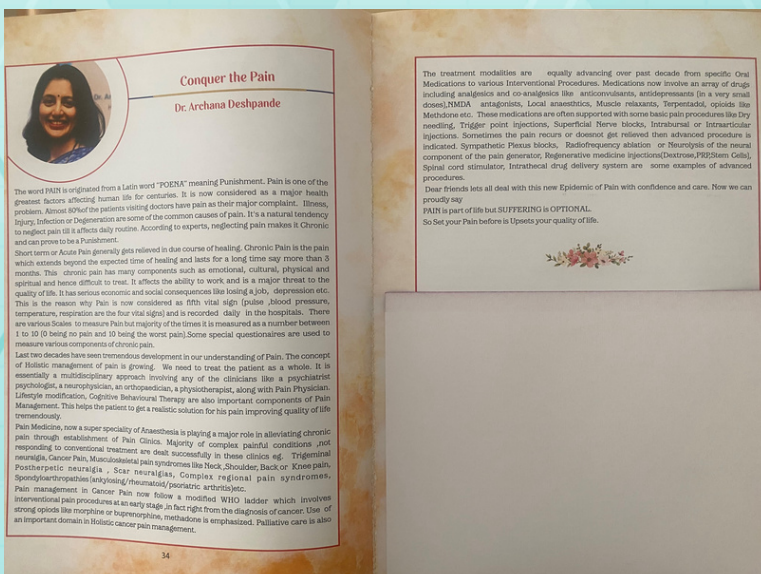 Conquer the Pain
Dr. Archana Deshpande
The word PAIN is originated from a Latin word "POENA" meaning Punishment. Pain is one of the
greatest factors affecting human life for centuries. It is now considered as a major health
problem. Almost 80%of the patients visiting doctors have pain as their major complaint. Illness,
Injury, Infection or Degeneration are some of the common causes of pain. It's a natural tendency
to neglect pain till it affects daily routine. According to experts, neglecting pain makes it Chronic
and can prove to be a Punishment.
Short term or Acute Pain generally gets relieved in due course of healing. Chronic Pain is the pain
which extends beyond the expected time of healing and lasts for a long time say more than 3
months. This chronic pain has many components such as emotional, cultural, physical and
spiritual and hence difficult to treat. It affects the ability to work and is a major threat to the
quality of life. It has serious economic and social consequences like losing a job, depression etc.
This is the reason why Pain is now considered as fifth vital sign (pulse ,blood pressure,
temperature, respiration are the four vital signs) and is recorded daily in the hospitals. There
are various Scales to measure Pain but majority of the times it is measured as a number between
1 to 10 (0 being no pain and 10 being the worst pain).Some special questionaires are used to
measure various components of chronic pain.
Last two decades have seen tremendous development in our understanding of Pain. The concept
of Holistic management of pain is growing. We need to treat the patient as a whole. It is
essentially a multidisciplinary approach involving any of the clinicians like a psychiatrist
psychologist, a neurophysician, an orthopaedician, a physiotherapist, along with Pain Physician.
Lifestyle modification, Cognitive Behavioural Therapy are also important components of Pain
Management. This helps the patient to get a realistic solution for his pain improving quality of life
tremendously.
Pain Medicine, now a super speciality of Anaesthesia is playing a major role in alleviating chronic
pain through establishment of Pain Clinics. Majority of complex painful conditions ,not
responding to conventional treatment are dealt successfully in these clinics eg. Trigeminal
neuralgia, Cancer Pain, Musculoskeletal pain syndromes like Neck ,Shoulder, Back or Knee pain,
Postherpetic neuralgia , Scar neuralgias, Complex regional pain syndromes,
Spondyloarthropathies (ankylosing/rheumatoid/psoriatric arthritis)etc.
Pain management in Cancer Pain now follow a modified WHO ladder which involves
interventional pain procedures at an early stage ,in fact right from the diagnosis of cancer. Use of
strong opiods like morphine or buprenorphine, methadone is emphasized. Palliative care is also
an important domain in Holistic cancer pain management.
34
The treatment modalities are equally advancing over past decade from specific Oral
Medications to various Interventional Procedures. Medications now involve an array of drugs
including analgesics and co-analgesics like anticonvulsants, antidepressants (in a very small
doses),NMDA antagonists, Local anaesthtics, Muscle relaxants, Terpentadol, opioids like
Methdone etc. These medications are often supported with some basic pain procedures like Dry
needling, Trigger point injections, Superficial Nerve blocks, Intrabursal or Intraarticular
injections. Sometimes the pain recurs or doesnot get relieved then advanced procedure is
indicated. Sympathetic Plexus blocks, Radiofrequency ablation or Neurolysis of the neural
component of the pain generator, Regenerative medicine injections(Dextrose,PRP,Stem Cells),
Spinal cord stimulator, Intrathecal drug delivery system are some examples of advanced
procedures.
Dear friends lets all deal with this new Epidemic of Pain with confidence and care. Now we can
proudly say
PAIN is part of life but SUFFERING is OPTIONAL.
So Set your Pain before is Upsets your quality of life.